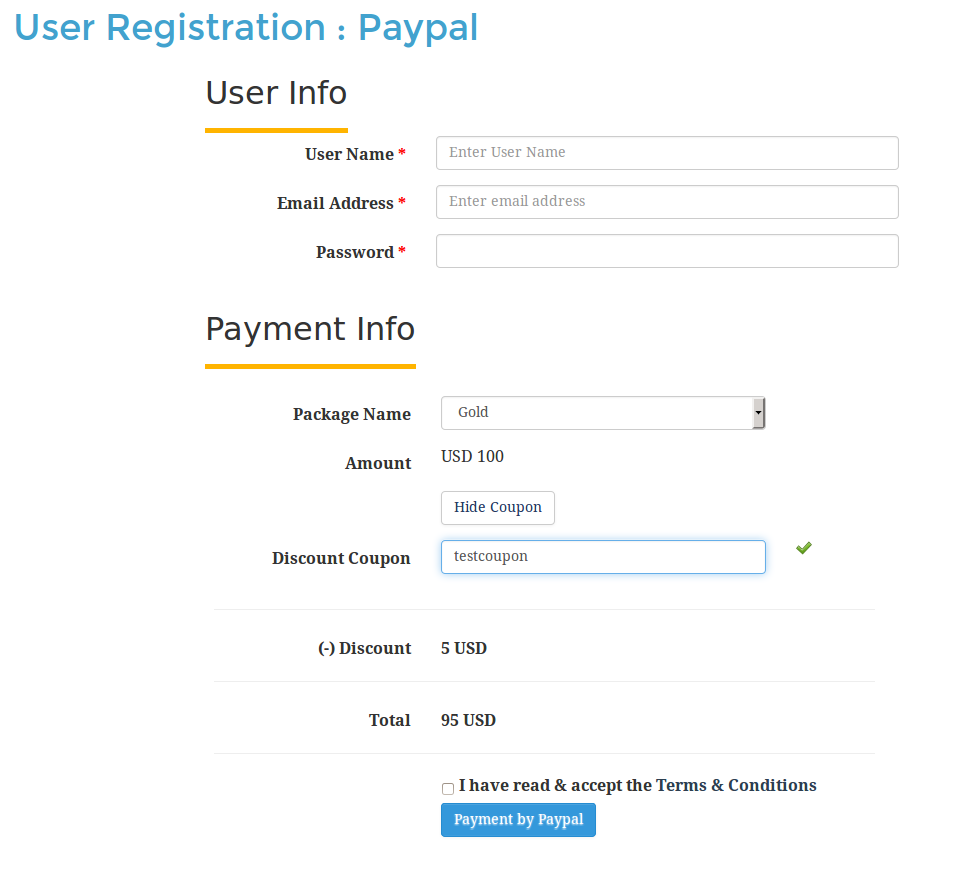 User Registration : Paypal
User Info
User Name *
Enter User Name
Email Address *
Enter email address
Password *
Payment Info
Package Name
Gold
Amount
USD 100
Hide Coupon
Discount Coupon
testcoupon
(-) Discount
5 USD
Total
95 USD
I have read & accept the Terms & Conditions
Payment by Paypal